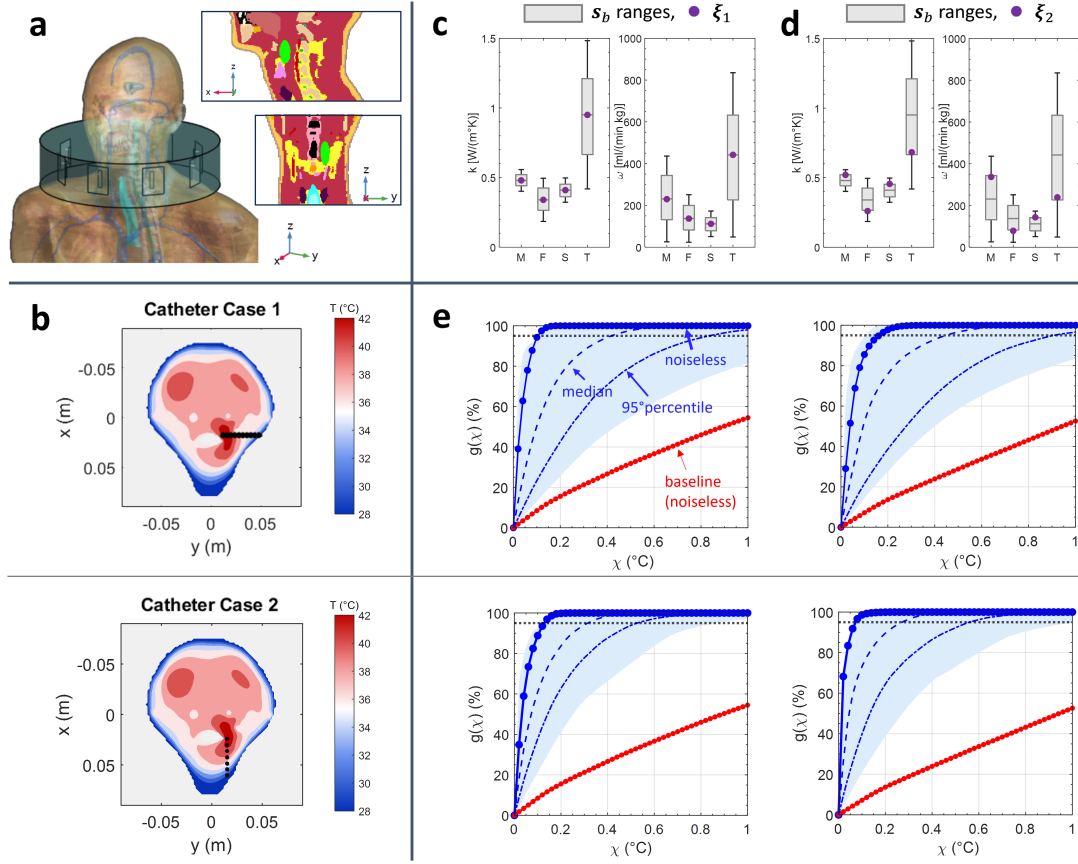 a
z
x
y
z
x
y
z
x
y
c
s_b ranges, ξ_1
1.5
1
0.5
0
k [W/(m°K)]
M F S T
1000
800
600
400
200
0
ω [ml/(min kg)]
M F S T
d
s_b ranges, ξ_2
1.5
1
0.5
0
k [W/(m°K)]
M F S T
1000
800
600
400
200
0
ω [ml/(min kg)]
M F S T
b
Catheter Case 1
T (°C)
42
40
38
36
34
32
30
28
-0.05
0
0.05
x (m)
-0.05 0 0.05
y (m)
e
100
80
60
40
20
0
g(χ) (%)
noiseless
median
95°percentile
baseline
(noiseless)
0 0.2 0.4 0.6 0.8 1
χ (°C)
100
80
60
40
20
0
g(χ) (%)
0 0.2 0.4 0.6 0.8 1
χ (°C)
Catheter Case 2
T (°C)
42
40
38
36
34
32
30
28
-0.05
0
0.05
x (m)
-0.05 0 0.05
y (m)
100
80
60
40
20
0
g(χ) (%)
0 0.2 0.4 0.6 0.8 1
χ (°C)
100
80
60
40
20
0
g(χ) (%)
0 0.2 0.4 0.6 0.8 1
χ (°C)